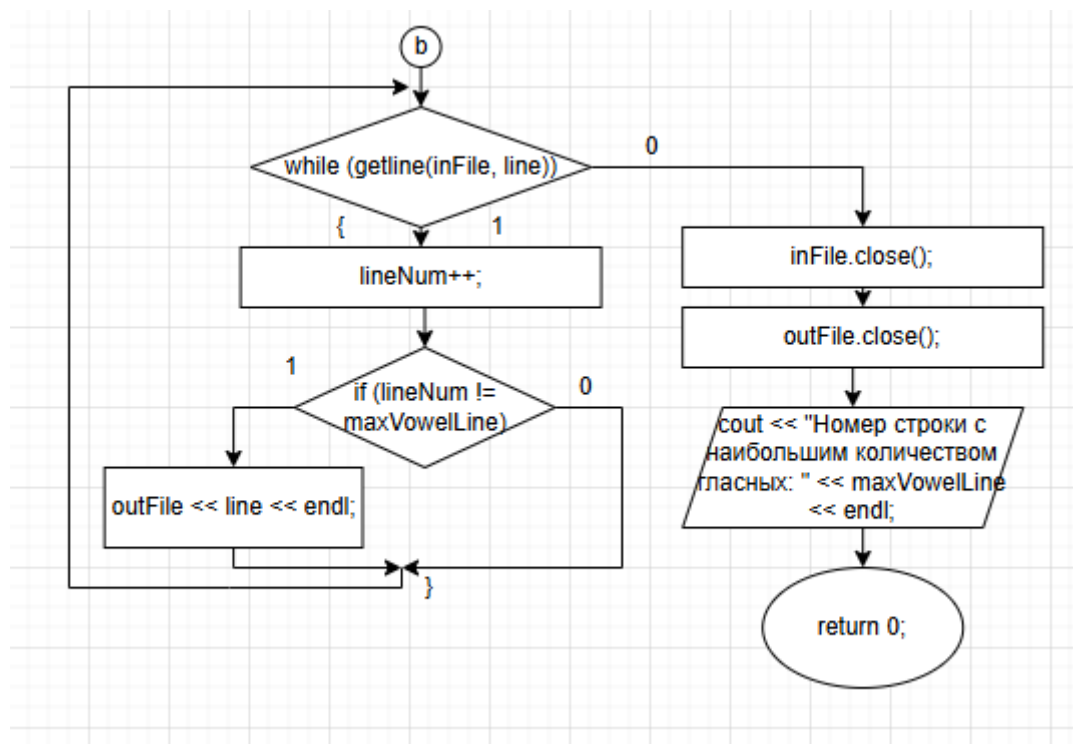 b
while (getline(inFile, line))
0
{
1
lineNum++;
inFile.close();
outFile.close();
1
if (lineNum !=
maxVowelLine)
0
outFile << line << endl;
}
cout << "Номер строки с
наибольшим количеством
гласных: " << maxVowelLine
<< endl;
return 0;